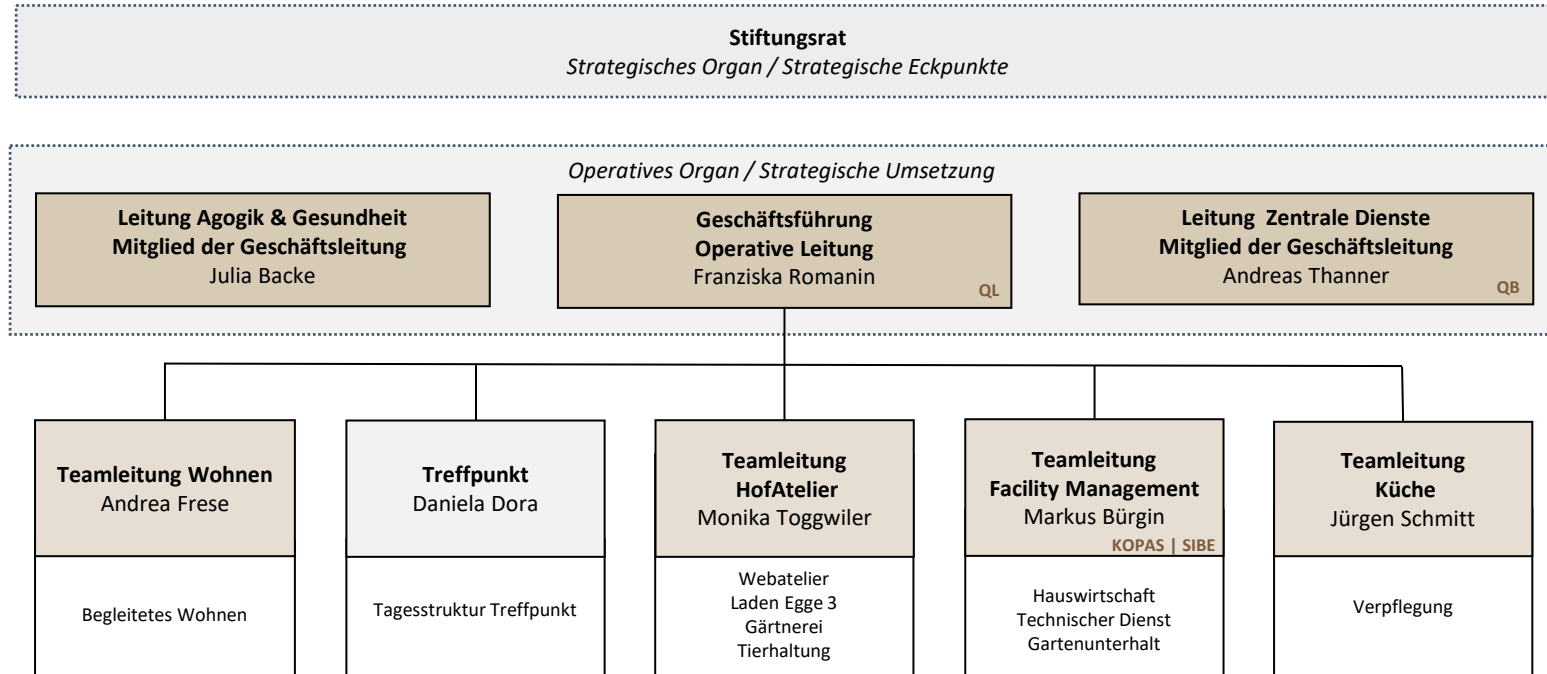 Stiftungsrat
Strategisches Organ / Strategische Eckpunkte
Operatives Organ / Strategische Umsetzung
Leitung Agogik & Gesundheit
Mitglied der Geschäftsleitung
Julia Backe
Geschäftsführung
Operative Leitung
Franziska Romanin
QL
Leitung Zentrale Dienste
Mitglied der Geschäftsleitung
Andreas Thanner
QB
Teamleitung Wohnen
Andrea Frese
Begleitetes Wohnen
Treffpunkt
Daniela Dora
Tagesstruktur Treffpunkt
Teamleitung
HofAtelier
Monika Toggwiler
Webatelier
Laden Egge 3
Gärtnerei
Tierhaltung
Teamleitung
Facility Management
Markus Bürgin
KOPAS | SIBE
Hauswirtschaft
Technischer Dienst
Gartenunterhalt
Teamleitung
Küche
Jürgen Schmitt
Verpflegung